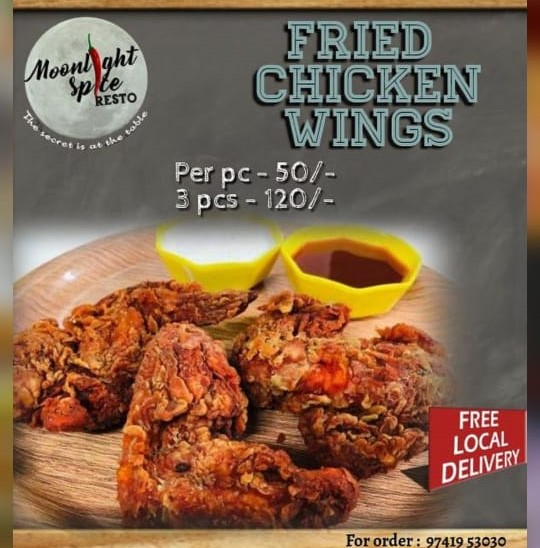 Moonlight
Spice
RESTO
The secret is at the table
FRIED
CHICKEN
WINGS
Per pc - 50/-
3 pcs - 120/-
FREE
LOCAL
DELIVERY
For order : 97419 53030